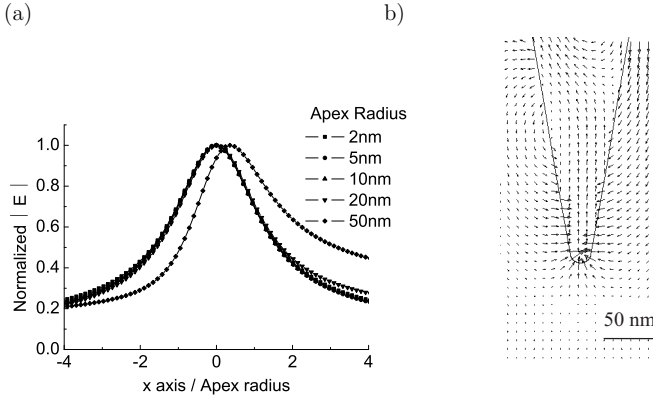 (a)
b)
Apex Radius
2nm
5nm
10nm
20nm
50nm
1.0
0.8
0.6
0.4
0.2
0.0
Normalized | E |
-4
-2
0
2
4
x axis / Apex radius
50 nm